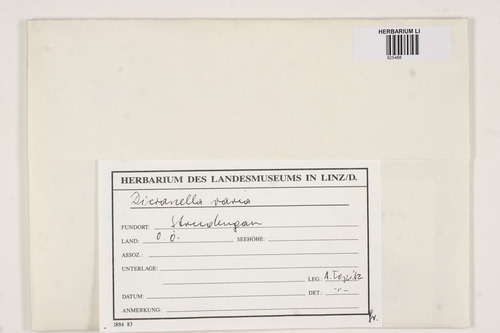 HERBARIUM LI
925488
HERBARIUM DES LANDESMUSEUMS IN LINZ/D.
Dicranella varia
FUNDORT: Strudengau
LAND: O. Ö. SEEHÖHE:
ASSOZ.:
UNTERLAGE:
LEG.: A.
DATUM: DET.: -"-
ANMERKUNG:
1884 83